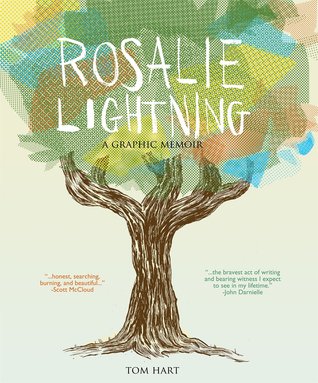 ROSALIE
LIGHTNING
A GRAPHIC MEMOIR
"...honest, searching,
burning, and beautiful..."
-Scott McCloud
"...the bravest act of writing
and bearing witness I expect
to see in my lifetime."
-John Darnielle
TOM HART